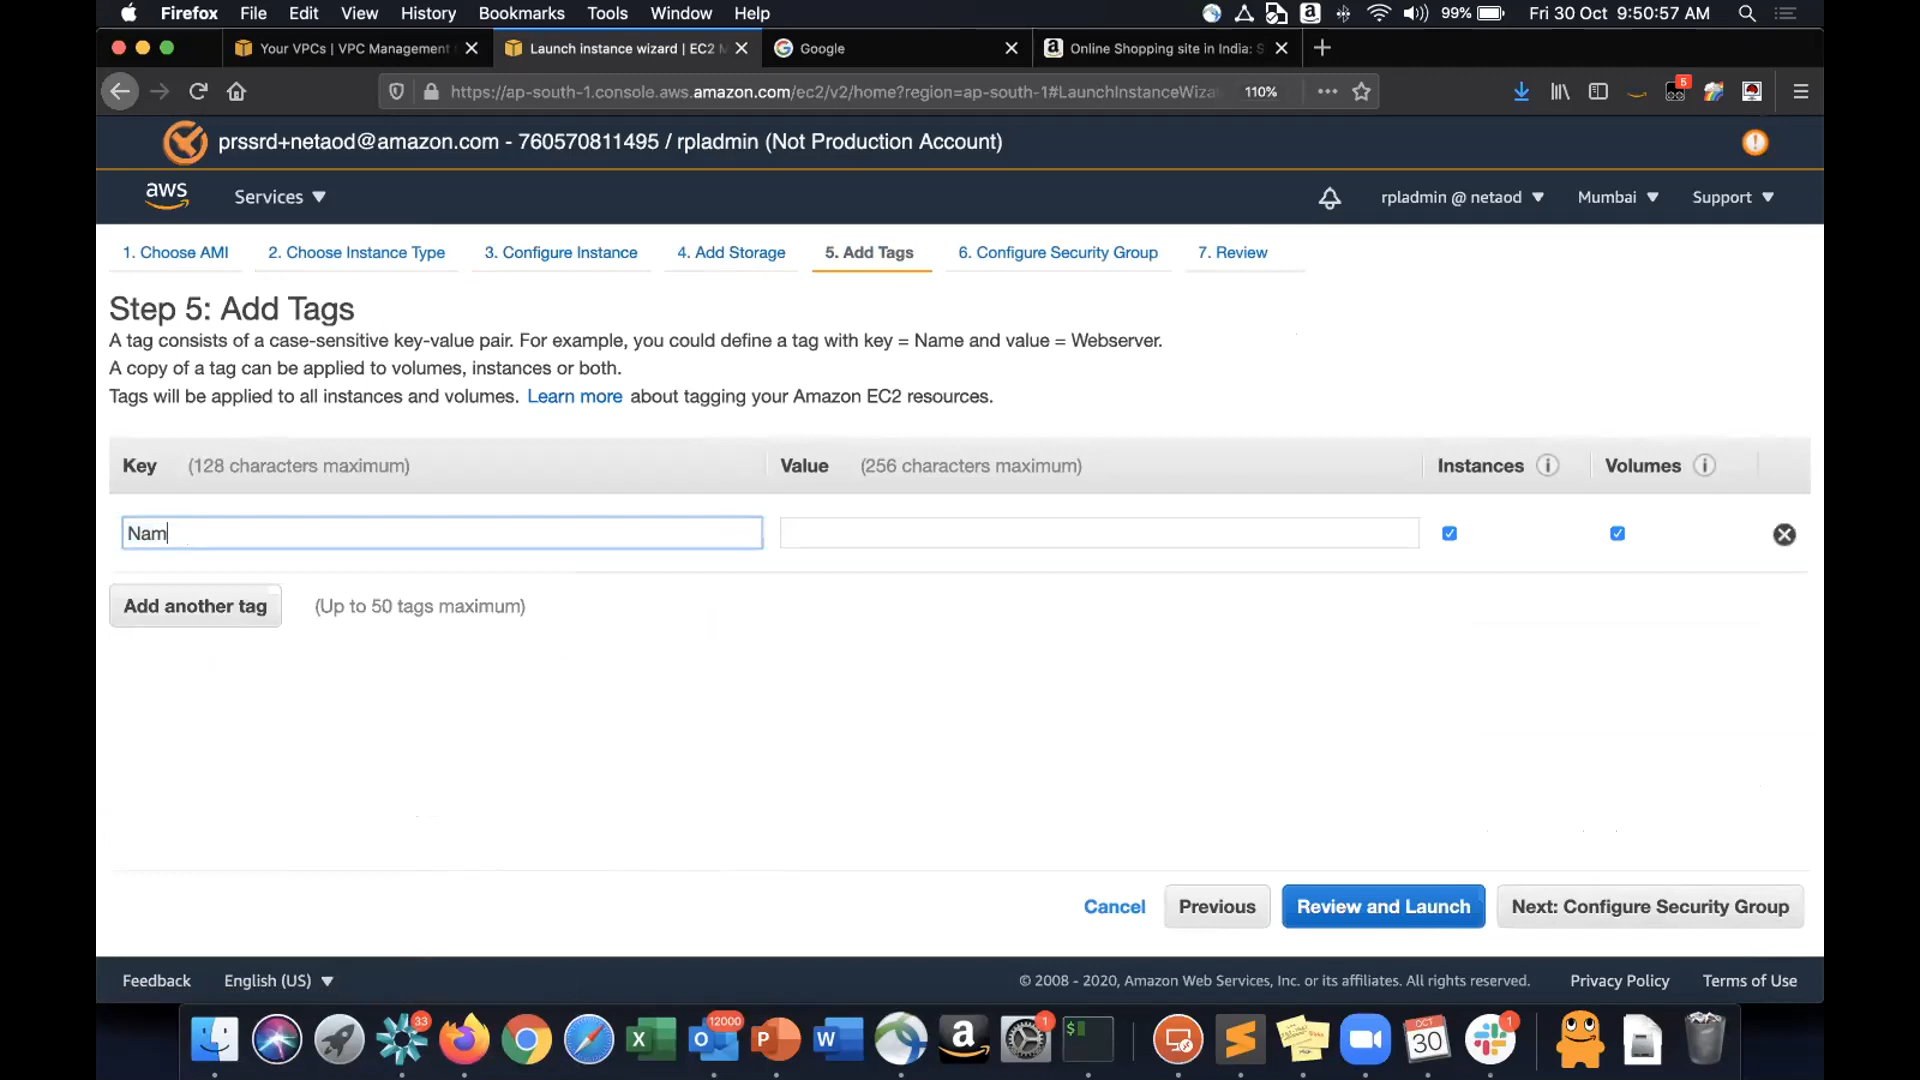 Firefox File Edit View History Bookmarks Tools Window Help 99% Fri 30 Oct 9:50:57 AM
Your VPCs | VPC Management Launch instance wizard | EC2 M Google Online Shopping site in India: S
https://ap-south-1.console.aws.amazon.com/ec2/v2/home?region=ap-south-1#LaunchInstanceWiza 110% 5
prssrd+netaod@amazon.com - 760570811495 / rpladmin (Not Production Account)
aws Services rpladmin @ netaod Mumbai Support
1. Choose AMI 2. Choose Instance Type 3. Configure Instance 4. Add Storage 5. Add Tags 6. Configure Security Group 7. Review
Step 5: Add Tags
A tag consists of a case-sensitive key-value pair. For example, you could define a tag with key = Name and value = Webserver.
A copy of a tag can be applied to volumes, instances or both.
Tags will be applied to all instances and volumes. Learn more about tagging your Amazon EC2 resources.
Key (128 characters maximum) Value (256 characters maximum) Instances Volumes
Nam
Add another tag (Up to 50 tags maximum)
Cancel Previous Review and Launch Next: Configure Security Group
Feedback English (US) © 2008 - 2020, Amazon Web Services, Inc. or its affiliates. All rights reserved. Privacy Policy Terms of Use
33 12000 1 OCT 30 1